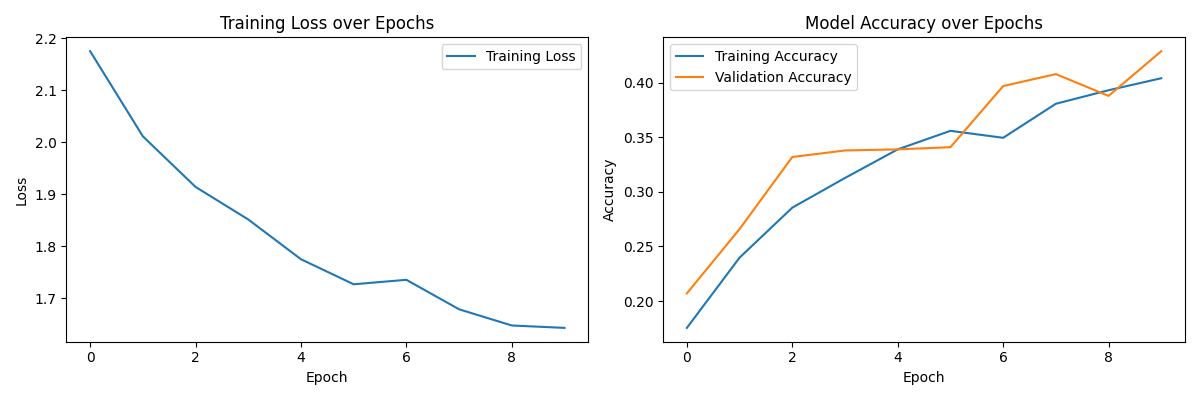 Training Loss over Epochs
Training Loss
2.2
2.1
2.0
1.9
1.8
1.7
Loss
0 2 4 6 8
Epoch
Model Accuracy over Epochs
Training Accuracy
Validation Accuracy
0.40
0.35
0.30
0.25
0.20
Accuracy
0 2 4 6 8
Epoch